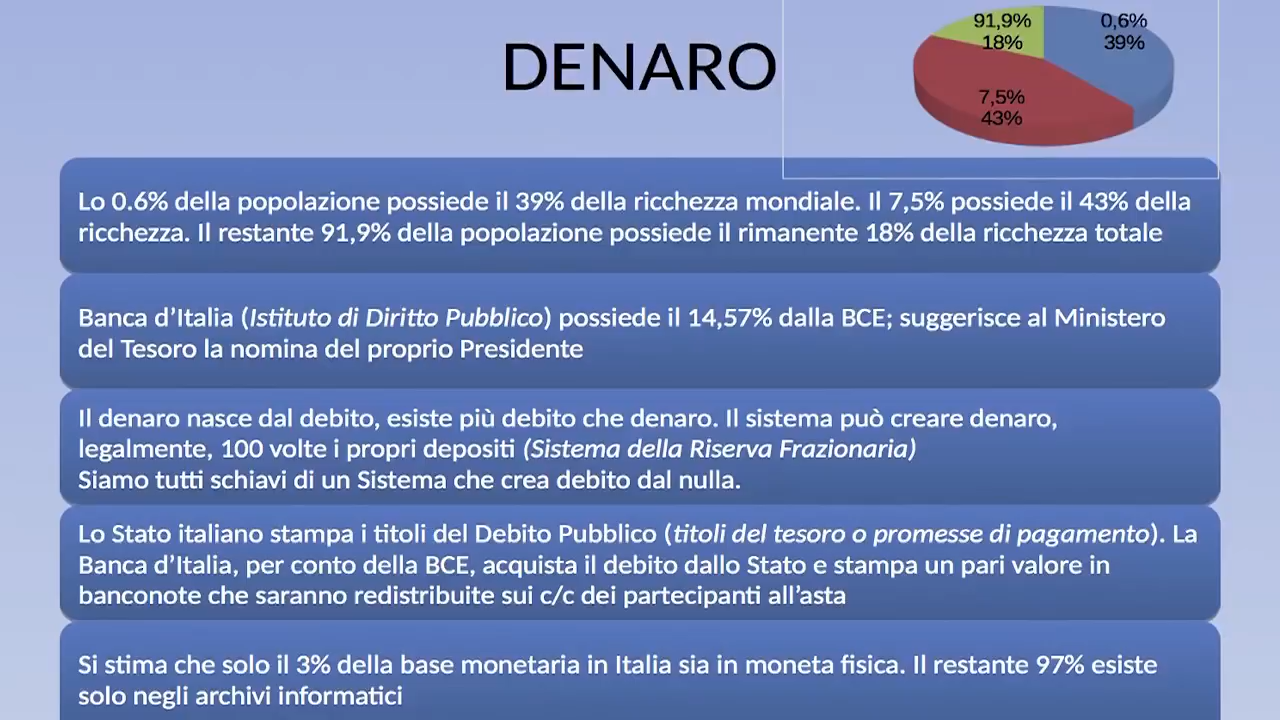 DENARO
91,9%
18%
0,6%
39%
7,5%
43%
Lo 0.6% della popolazione possiede il 39% della ricchezza mondiale. Il 7,5% possiede il 43% della
ricchezza. Il restante 91,9% della popolazione possiede il rimanente 18% della ricchezza totale
Banca d’Italia (Istituto di Diritto Pubblico) possiede il 14,57% dalla BCE; suggerisce al Ministero
del Tesoro la nomina del proprio Presidente
Il denaro nasce dal debito, esiste più debito che denaro. Il sistema può creare denaro,
legalmente, 100 volte i propri depositi (Sistema della Riserva Frazionaria)
Siamo tutti schiavi di un Sistema che crea debito dal nulla.
Lo Stato italiano stampa i titoli del Debito Pubblico (titoli del tesoro o promesse di pagamento). La
Banca d’Italia, per conto della BCE, acquista il debito dallo Stato e stampa un pari valore in
banconote che saranno redistribuite sui c/c dei partecipanti all’asta
Si stima che solo il 3% della base monetaria in Italia sia in moneta fisica. Il restante 97% esiste
solo negli archivi informatici